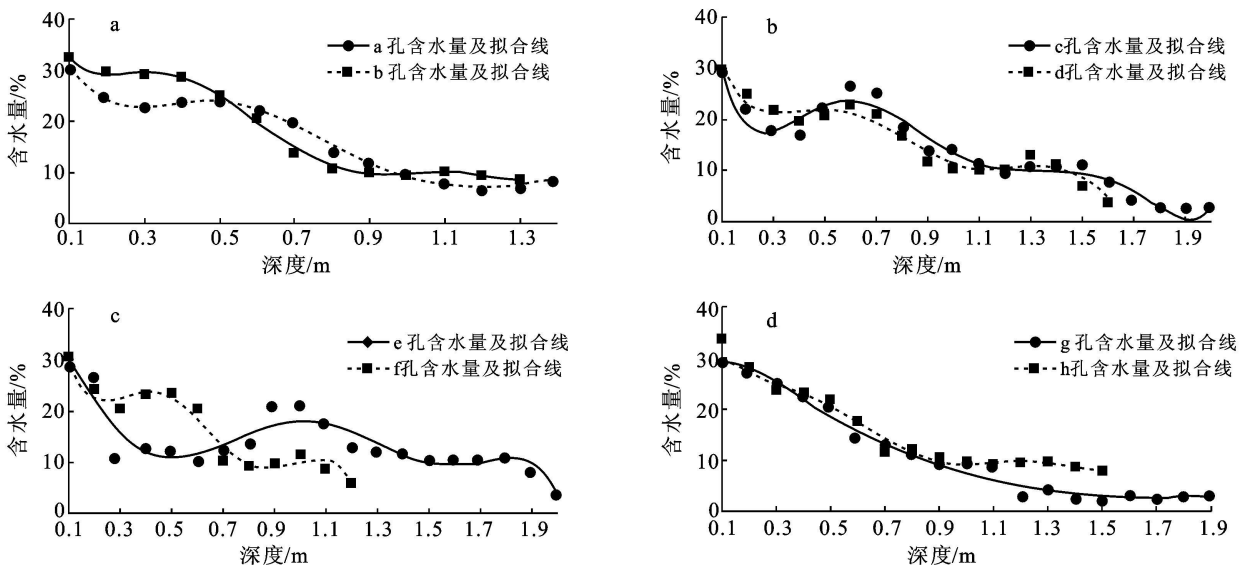 a
40
30
20
10
0
含水量/%
a 孔含水量及拟合线
b 孔含水量及拟合线
0.1 0.3 0.5 0.7 0.9 1.1 1.3
深度/m
b
40
30
20
10
0
含水量/%
c孔含水量及拟合线
d孔含水量及拟合线
0.1 0.3 0.5 0.7 0.9 1.1 1.3 1.5 1.7 1.9
深度/m
c
40
30
20
10
0
含水量/%
e 孔含水量及拟合线
f孔含水量及拟合线
0.1 0.3 0.5 0.7 0.9 1.1 1.3 1.5 1.7 1.9
深度/m
d
40
30
20
10
0
含水量/%
g孔含水量及拟合线
h孔含水量及拟合线
0.1 0.3 0.5 0.7 0.9 1.1 1.3 1.5 1.7 1.9
深度/m